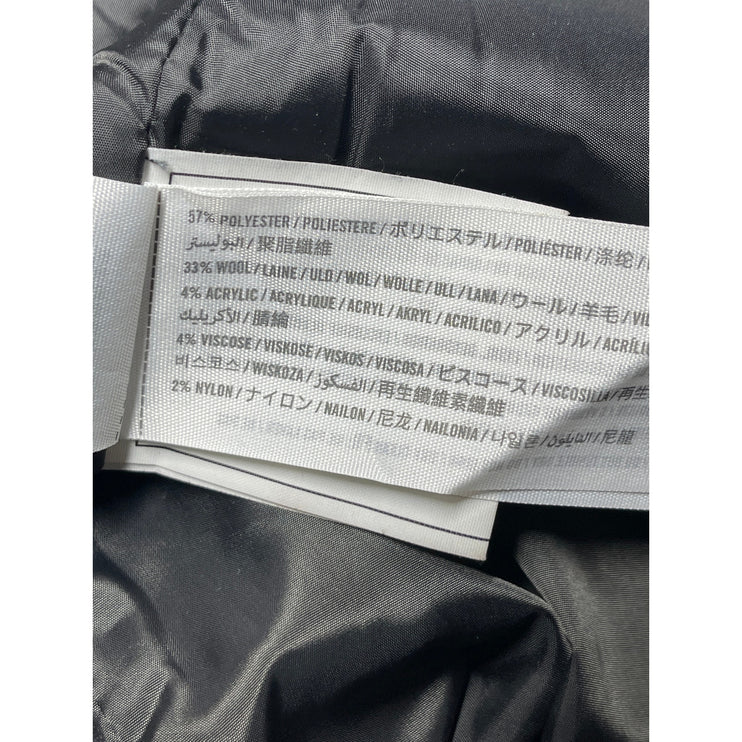 57% POLYESTER / POLIESTERE / ポリエステル / POLIÉSTER / 涤纶 /
البوليستر / 聚脂纖維
33% WOOL / LAINE / ULD / WOL / WOLLE / ULL / LANA / ウール / 羊毛 /
4% ACRYLIC / ACRYLIQUE / ACRYL / AKRYL / ACRILICO / アクリル /
الأكريليك / 腈綸
4% VISCOSE / VISKOSE / VISKOS / VISCOSA / ビスコース / VISCOSILLA / 再生
비스코스 / WISKOZA / الفسكوز / 再生纖維素纖維
2% NYLON / ナイロン / NAILON / 尼龙 / NAILONIA / 나일론 / النايلون / 尼龍